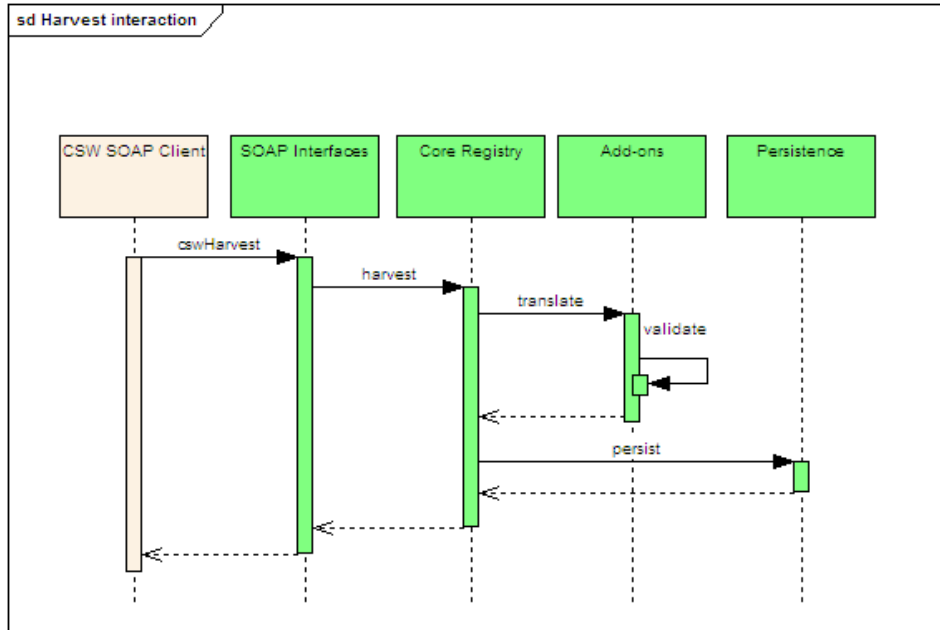 sd Harvest interaction
CSW SOAP Client
SOAP Interfaces
Core Registry
Add-ons
Persistence
cswHarvest
harvest
translate
validate
persist